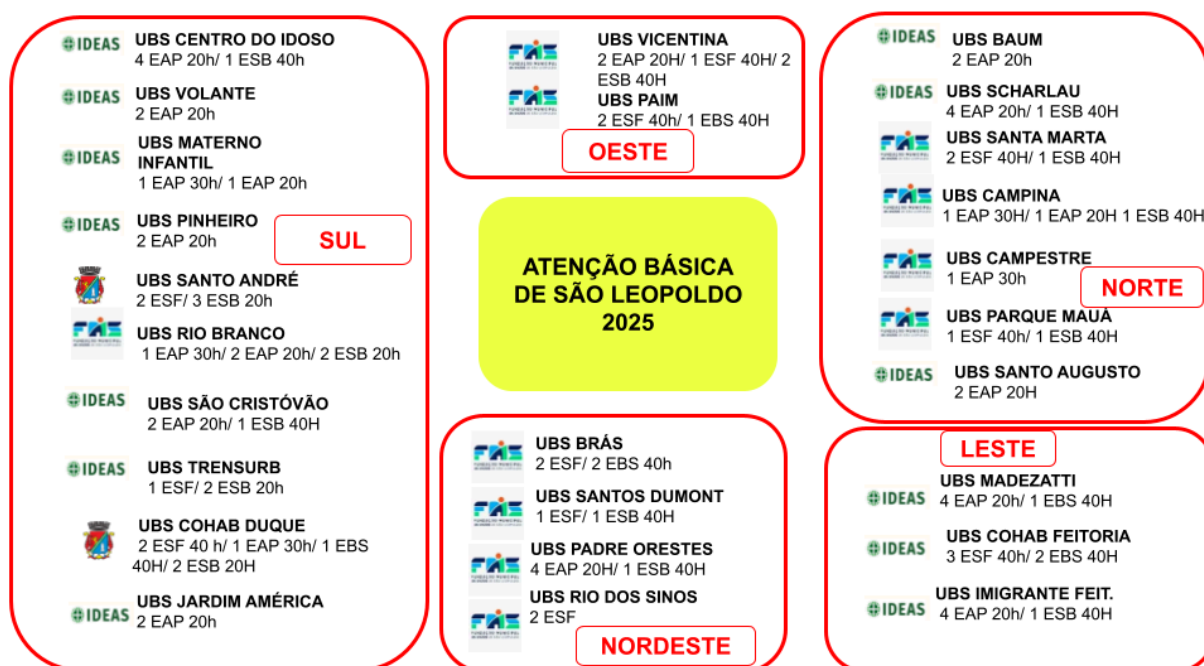 IDEAS
UBS CENTRO DO IDOSO
4 EAP 20h/ 1 ESB 40h
IDEAS
UBS VOLANTE
2 EAP 20h
IDEAS
UBS MATERNO
INFANTIL
1 EAP 30h/ 1 EAP 20h
IDEAS
UBS PINHEIRO
2 EAP 20h
SUL
UBS SANTO ANDRÉ
2 ESF/ 3 ESB 20h
UBS RIO BRANCO
1 EAP 30h/ 2 EAP 20h/ 2 ESB 20h
IDEAS
UBS SÃO CRISTÓVÃO
2 EAP 20h/ 1 ESB 40H
IDEAS
UBS TRENSURB
1 ESF/ 2 ESB 20h
UBS COHAB DUQUE
2 ESF 40 h/ 1 EAP 30h/ 1 EBS
40H/ 2 ESB 20H
IDEAS
UBS JARDIM AMÉRICA
2 EAP 20h
UBS VICENTINA
2 EAP 20H/ 1 ESF 40H/ 2
ESB 40H
UBS PAIM
2 ESF 40h/ 1 EBS 40H
OESTE
ATENÇÃO BÁSICA
DE SÃO LEOPOLDO
2025
UBS BRÁS
2 ESF/ 2 EBS 40h
UBS SANTOS DUMONT
1 ESF/ 1 ESB 40H
UBS PADRE ORESTES
4 EAP 20H/ 1 ESB 40H
UBS RIO DOS SINOS
2 ESF
NORDESTE
IDEAS
UBS BAUM
2 EAP 20h
IDEAS
UBS SCHARLAU
4 EAP 20h/ 1 ESB 40H
UBS SANTA MARTA
2 ESF 40H/ 1 ESB 40H
UBS CAMPINA
1 EAP 30H/ 1 EAP 20H 1 ESB 40H
UBS CAMPESTRE
1 EAP 30h
NORTE
UBS PARQUE MAUÁ
1 ESF 40h/ 1 ESB 40H
IDEAS
UBS SANTO AUGUSTO
2 EAP 20H
LESTE
UBS MADEZATTI
IDEAS
4 EAP 20h/ 1 EBS 40H
UBS COHAB FEITORIA
IDEAS
3 ESF 40h/ 2 EBS 40H
UBS IMIGRANTE FEIT.
IDEAS
4 EAP 20h/ 1 ESB 40H